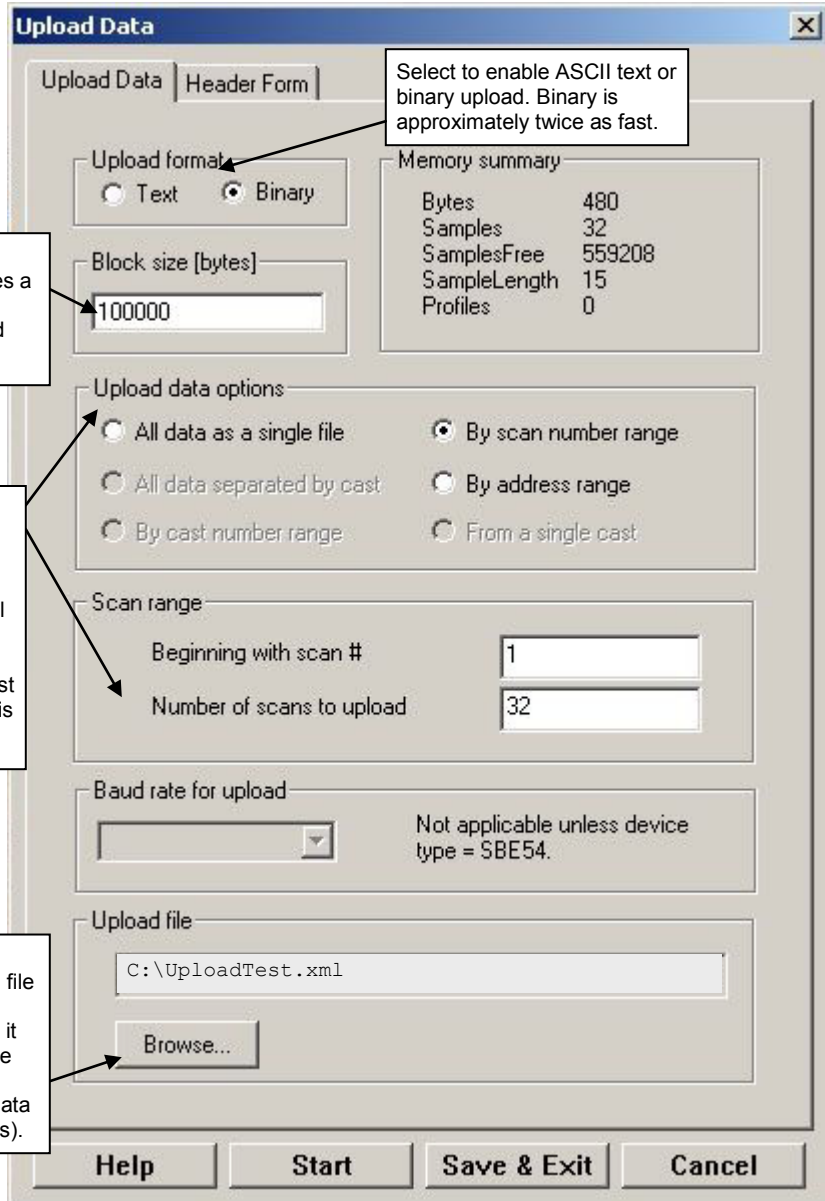 Upload Data
Upload Data
Header Form
Select to enable ASCII text or
binary upload. Binary is
approximately twice as fast.
Upload format
Text
Binary
Memory summary
Bytes 480
Samples 32
SamplesFree 559208
SampleLength 15
Profiles 0
a
Block size [bytes]
100000
Upload data options
All data as a single file
By scan number range
All data separated by cast
By address range
By cast number range
From a single cast
Scan range
Beginning with scan #
1
Number of scans to upload
32
Baud rate for upload
Not applicable unless device
type = SBE54.
Upload file
file
C:\UploadTest.xml
it
Browse...
s).
Help
Start
Save & Exit
Cancel